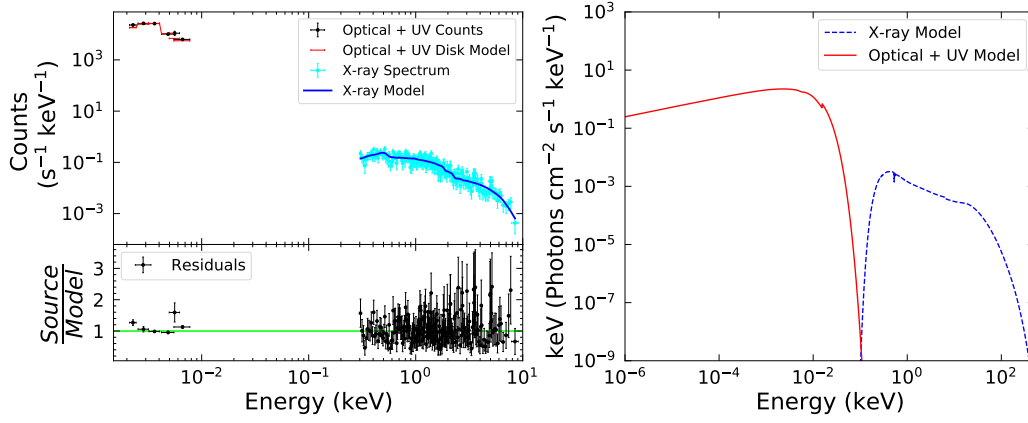 10⁴
10¹
10⁻¹
10⁻³
Counts
(s⁻¹ keV⁻¹)
Optical + UV Counts
Optical + UV Disk Model
X-ray Spectrum
X-ray Model
3
2
1
Source
Model
Residuals
10⁻² 10⁻¹ 10⁰ 10¹
Energy (keV)
10³
10¹
10⁻¹
10⁻³
10⁻⁵
10⁻⁷
10⁻⁹
keV (Photons cm⁻² s⁻¹ keV⁻¹)
X-ray Model
Optical + UV Model
10⁻⁶ 10⁻⁴ 10⁻² 10⁰ 10²
Energy (keV)